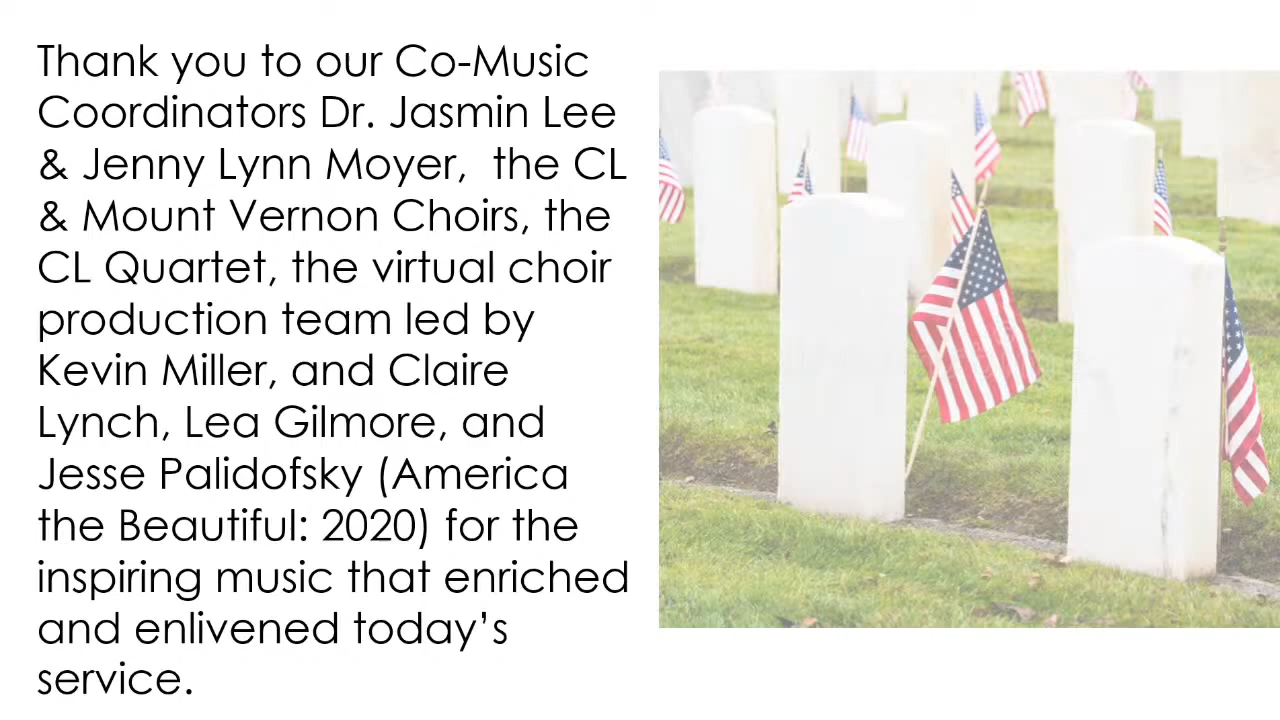 Thank you to our Co-Music
Coordinators Dr. Jasmin Lee
& Jenny Lynn Moyer,  the CL
& Mount Vernon Choirs, the
CL Quartet, the virtual choir
production team led by
Kevin Miller, and Claire
Lynch, Lea Gilmore, and
Jesse Palidofsky (America
the Beautiful: 2020) for the
inspiring music that enriched
and enlivened today’s
service.